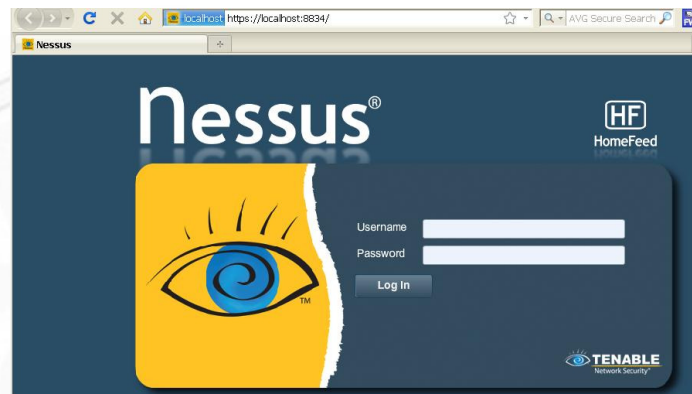 localhost https://localhost:8834/
AVG Secure Search
Nessus
Nessus®
HF
HomeFeed
Username
Password
Log In
TM
TENABLE
Network Security®